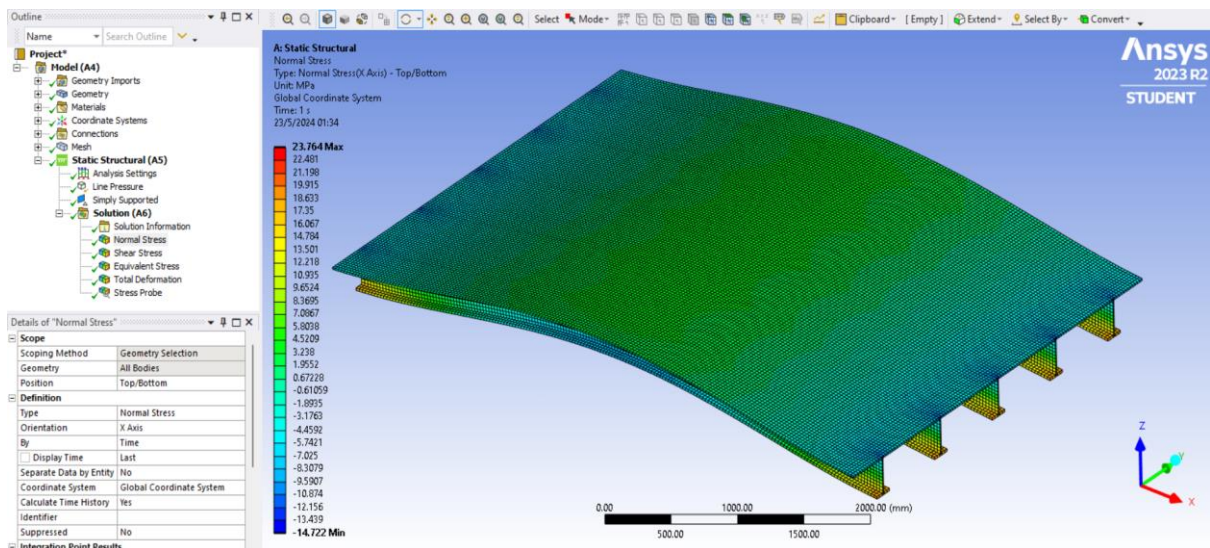 Outline
Name
Search Outline
Project*
Model (A4)
Geometry Imports
Geometry
Materials
Coordinate Systems
Connections
Mesh
Static Structural (A5)
Analysis Settings
Line Pressure
Simply Supported
Solution (A6)
Solution Information
Normal Stress
Shear Stress
Equivalent Stress
Total Deformation
Stress Probe
Details of "Normal Stress"
Scope
Scoping Method Geometry Selection
Geometry All Bodies
Position Top/Bottom
Definition
Type Normal Stress
Orientation X Axis
By Time
Display Time Last
Separate Data by Entity No
Coordinate System Global Coordinate System
Calculate Time History Yes
Identifier
Suppressed No
Integration Point Results
Select Mode Clipboard [ Empty ] Extend Select By Convert
A: Static Structural
Normal Stress
Type: Normal Stress(X Axis) - Top/Bottom
Unit: MPa
Global Coordinate System
Time: 1 s
23/5/2024 01:34
23.764 Max
22.481
21.198
19.915
18.633
17.35
16.067
14.784
13.501
12.218
10.935
9.6524
8.3695
7.0867
5.8038
4.5209
3.238
1.9552
0.67228
-0.61059
-1.8935
-3.1763
-4.4592
-5.7421
-7.025
-8.3079
-9.5907
-10.874
-12.156
-13.439
-14.722 Min
Ansys
2023 R2
STUDENT
0.00 1000.00 2000.00 (mm)
500.00 1500.00
Z
Y
X